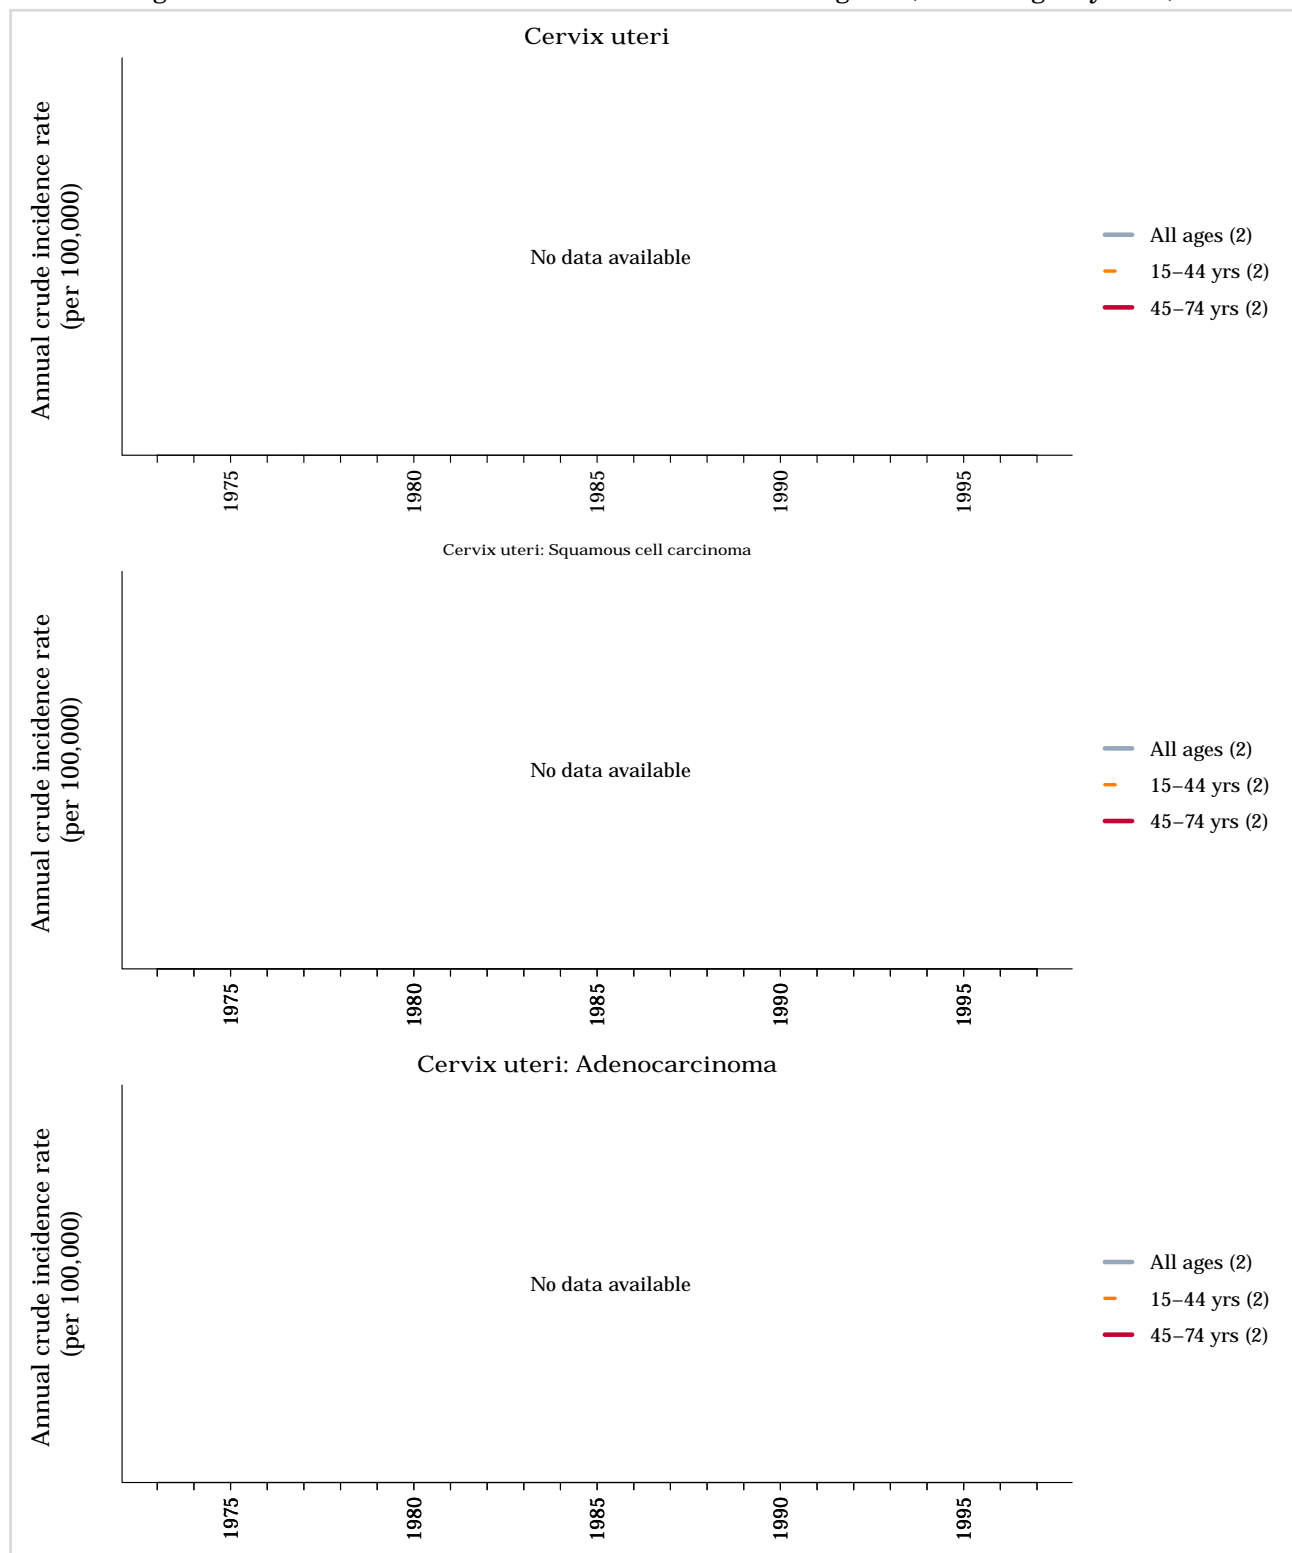 Cervix uteri
Annual crude incidence rate
(per 100,000)
No data available
All ages (2)
15–44 yrs (2)
45–74 yrs (2)
1975
1980
1985
1990
1995
Cervix uteri: Squamous cell carcinoma
Annual crude incidence rate
(per 100,000)
No data available
All ages (2)
15–44 yrs (2)
45–74 yrs (2)
1975
1980
1985
1990
1995
Cervix uteri: Adenocarcinoma
Annual crude incidence rate
(per 100,000)
No data available
All ages (2)
15–44 yrs (2)
45–74 yrs (2)
1975
1980
1985
1990
1995